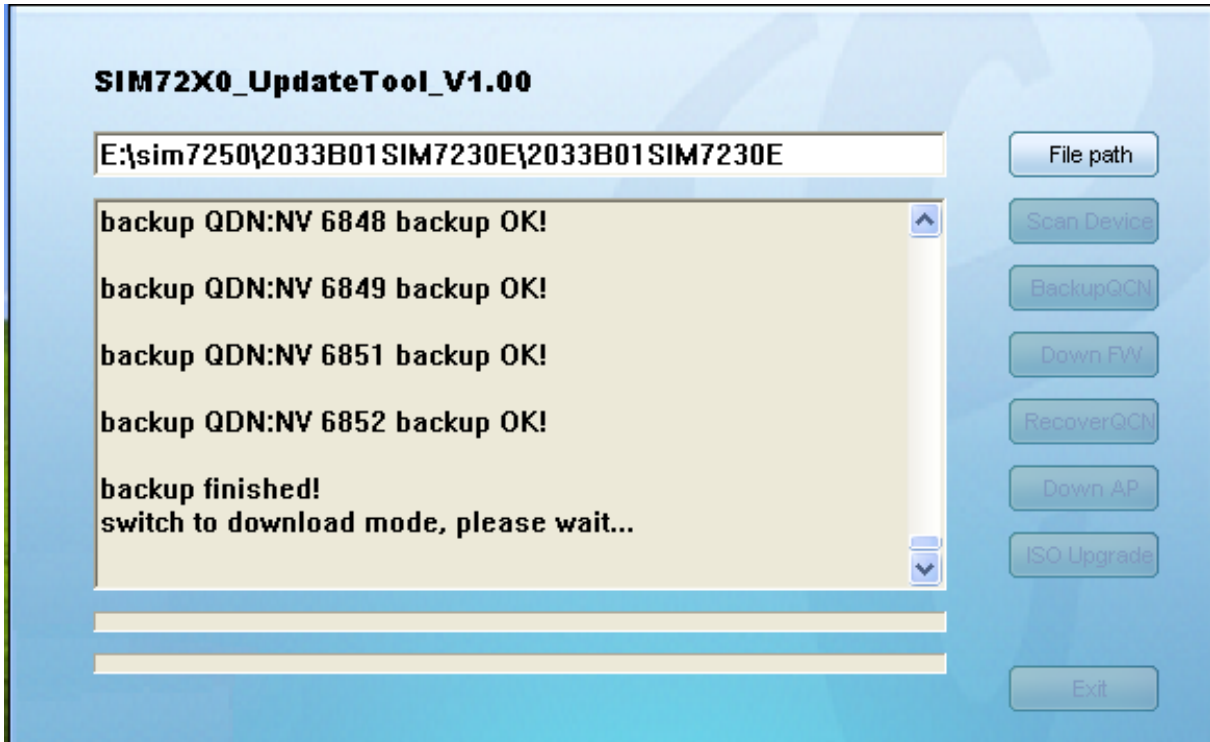 SIM72X0_UpdateTool_V1.00
E:\sim7250\2033B01SIM7230E\2033B01SIM7230E
File path
backup QDN:NV 6848 backup OK!
backup QDN:NV 6849 backup OK!
backup QDN:NV 6851 backup OK!
backup QDN:NV 6852 backup OK!
backup finished!
switch to download mode, please wait...
Scan Device
BackupQCN
Down FW
RecoverQCN
Down AP
ISO Upgrade
Exit